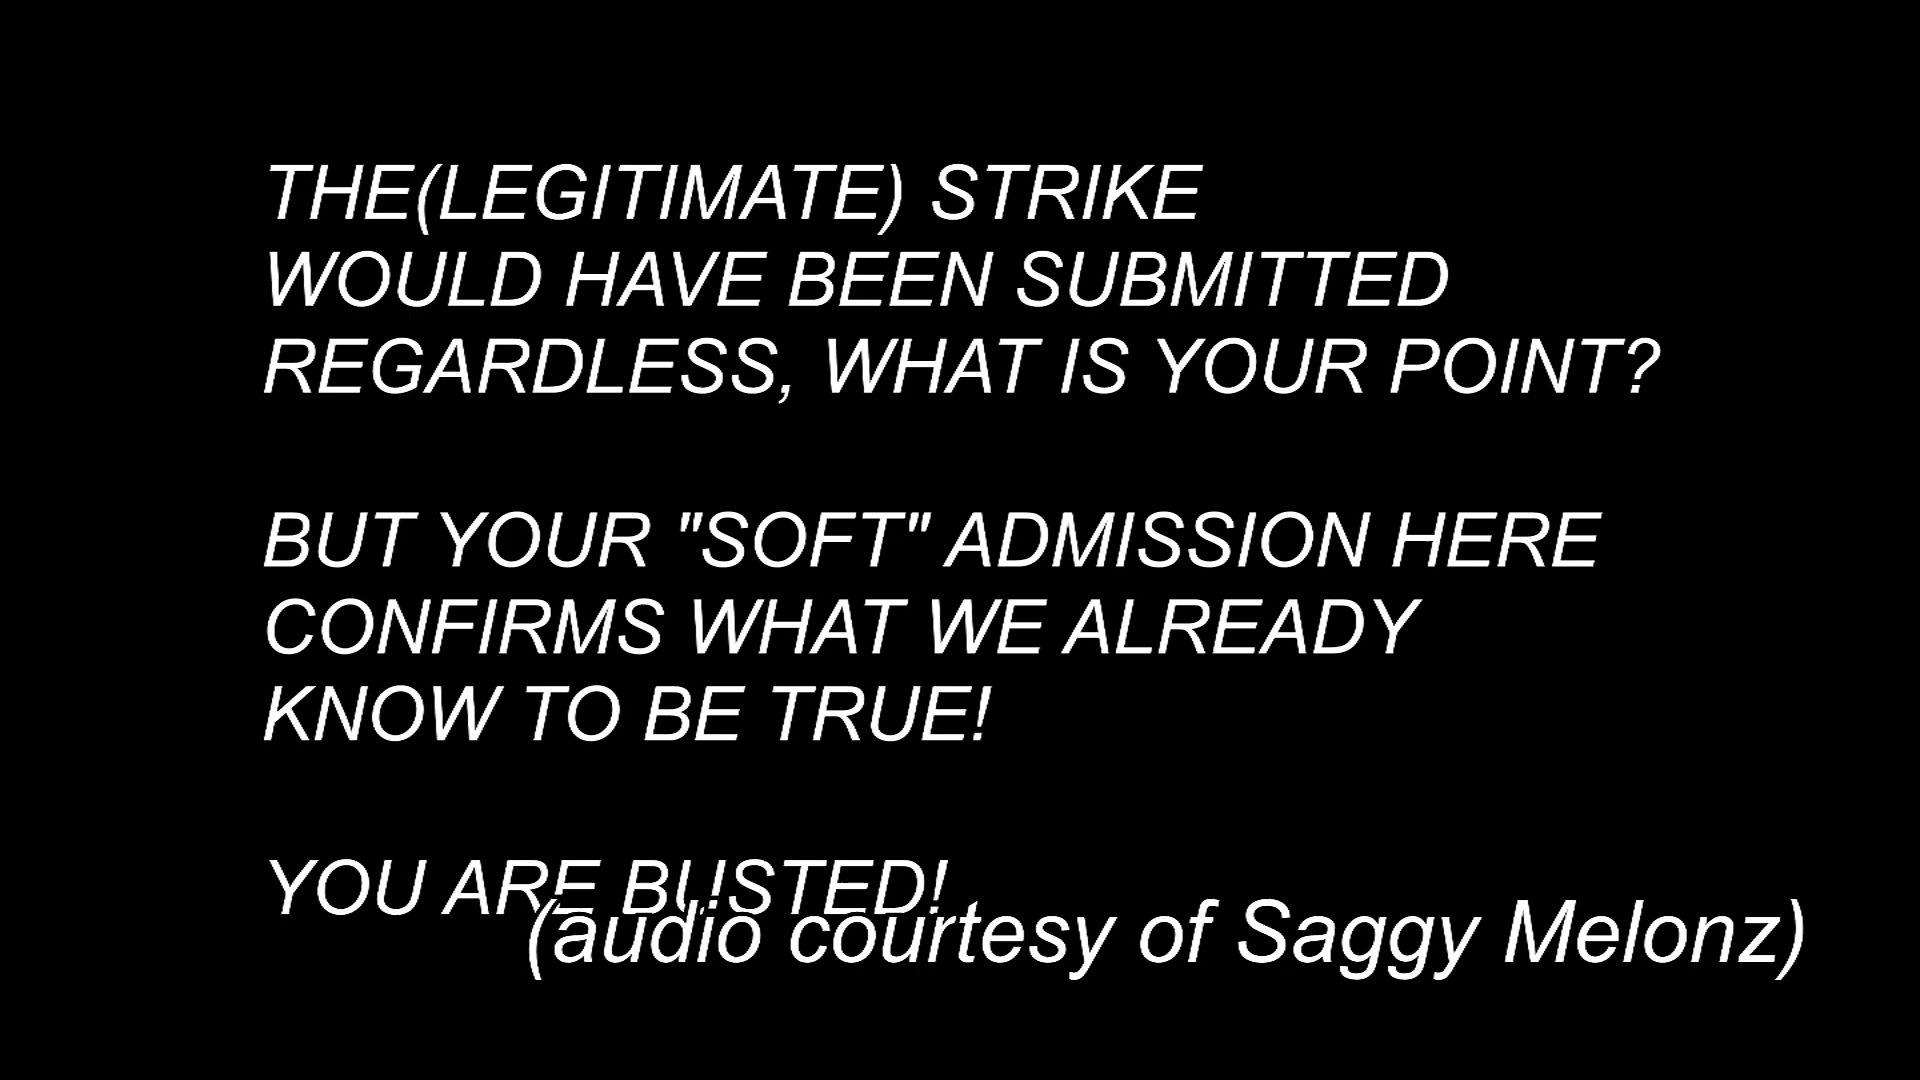 THE(LEGITIMATE) STRIKE
WOULD HAVE BEEN SUBMITTED
REGARDLESS, WHAT IS YOUR POINT?
BUT YOUR "SOFT" ADMISSION HERE
CONFIRMS WHAT WE ALREADY
KNOW TO BE TRUE!
YOU ARE BUSTED!
(audio courtesy of Saggy Melonz)